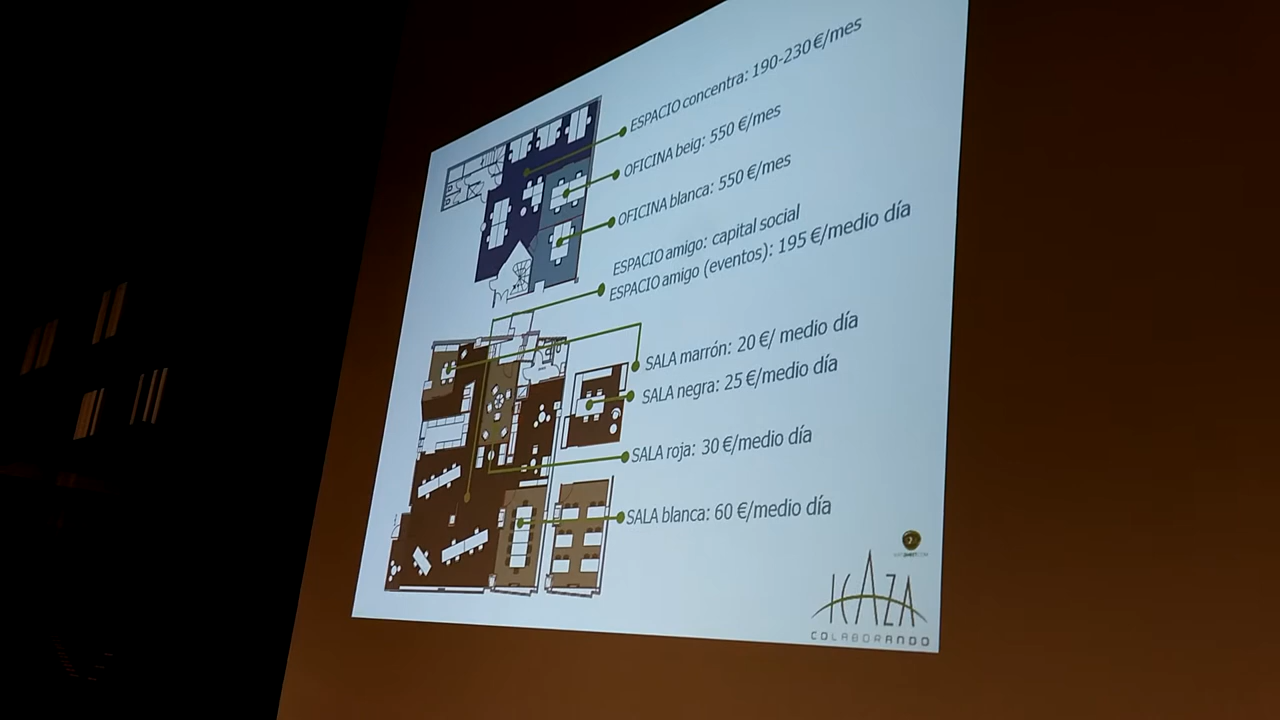 ESPACIO concentra: 190-230 €/mes
OFICINA beig: 550 €/mes
OFICINA blanca: 550 €/mes
ESPACIO amigo: capital social
ESPACIO amigo (eventos): 195 €/medio día
SALA marrón: 20 €/ medio día
SALA negra: 25 €/medio día
SALA roja: 30 €/medio día
SALA blanca: 60 €/medio día
ICAZA
COLABORANDO